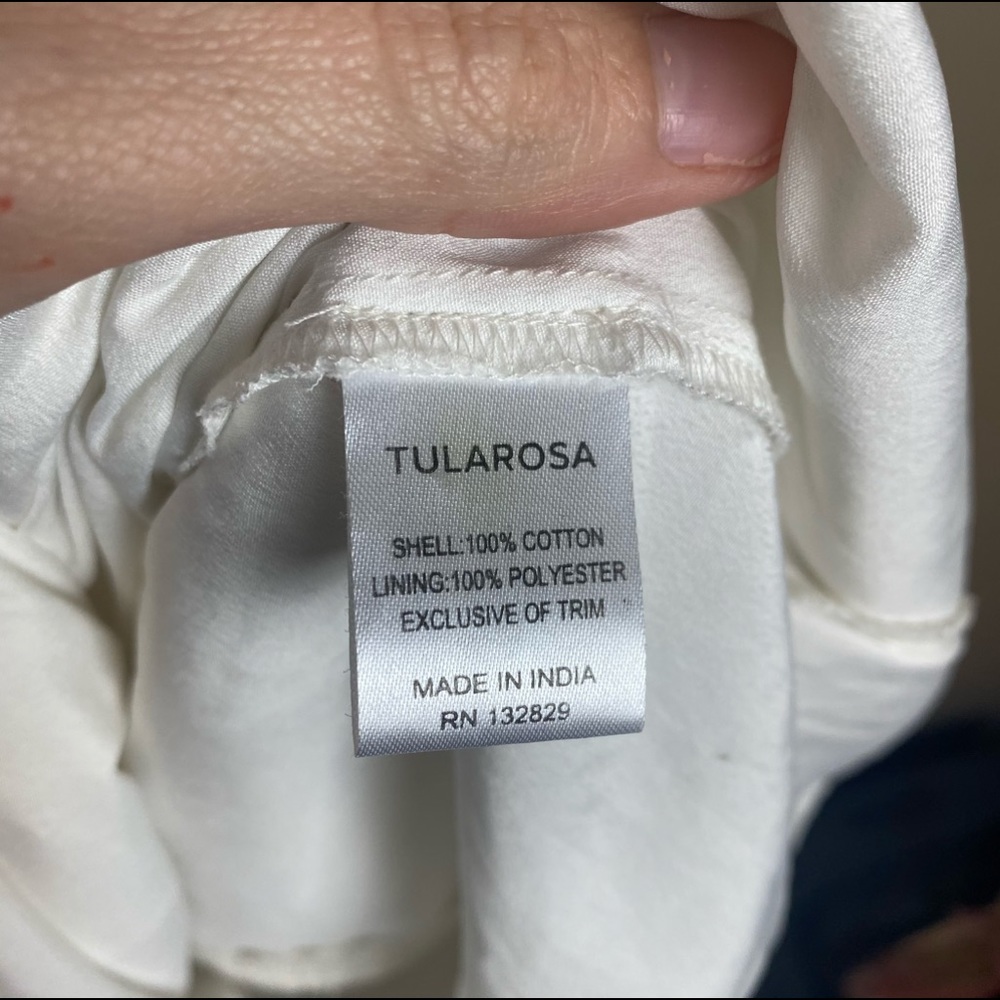 TULAROSA
SHELL:100% COTTON
LINING:100% POLYESTER
EXCLUSIVE OF TRIM
MADE IN INDIA
RN 132829